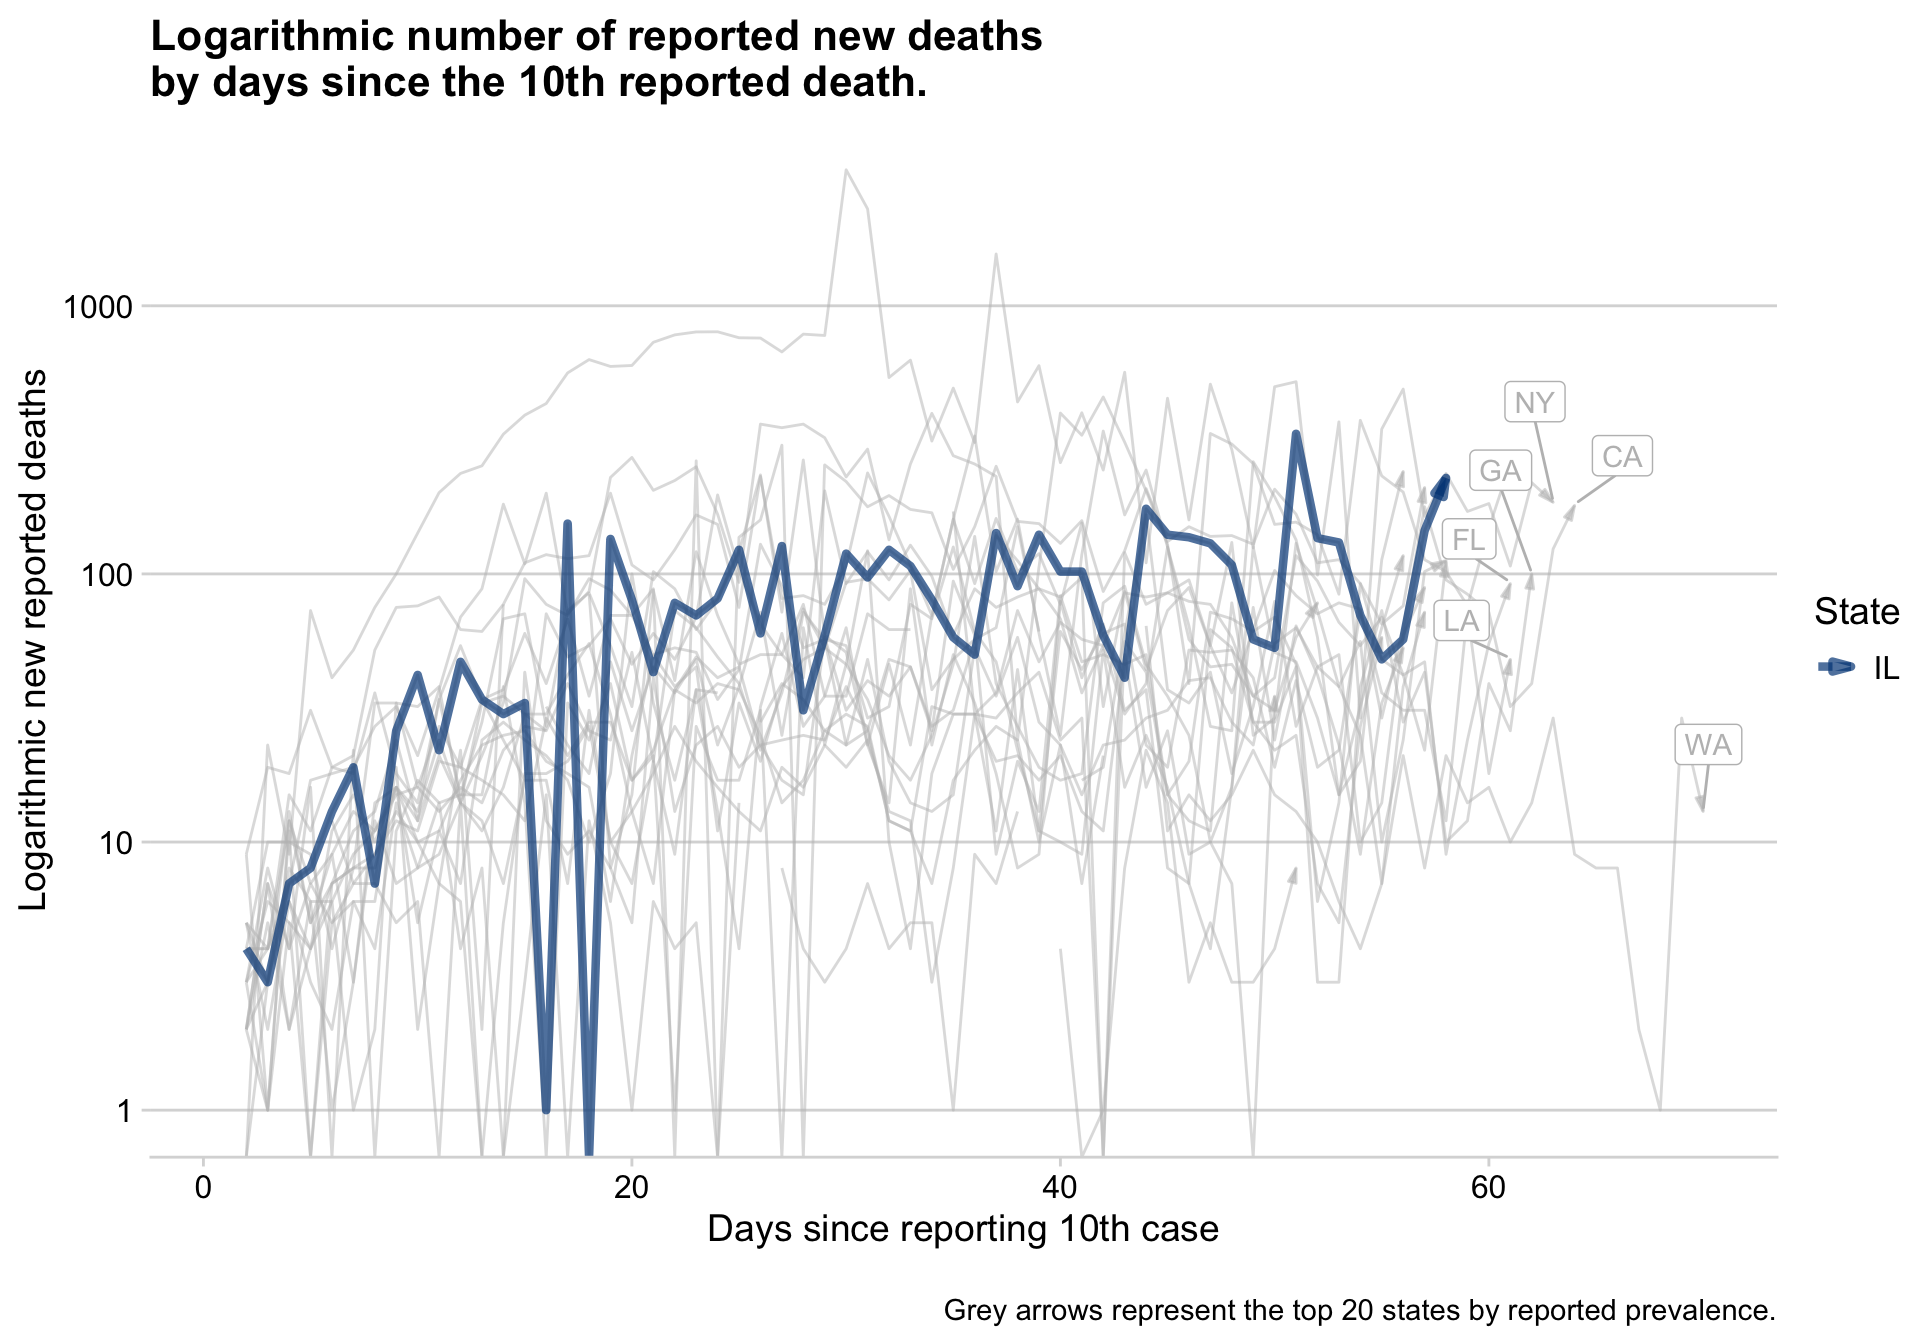 Logarithmic number of reported new deaths
by days since the 10th reported death.
Logarithmic new reported deaths
1000
100
10
1
NY
CA
GA
FL
LA
WA
State
IL
0
20
40
60
Days since reporting 10th case
Grey arrows represent the top 20 states by reported prevalence.